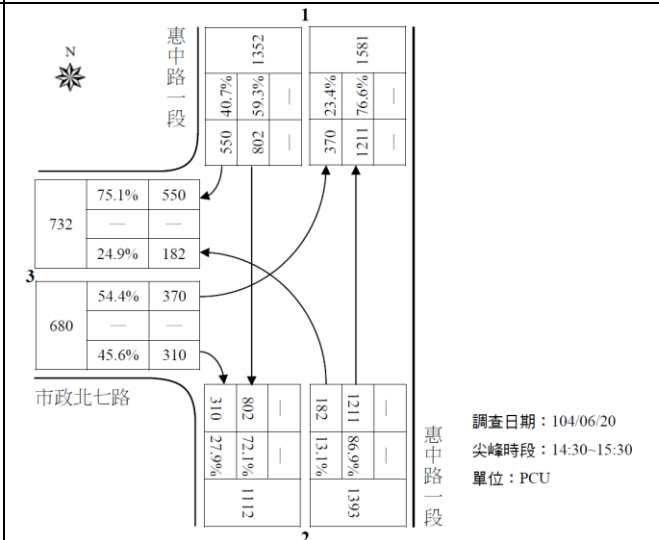 1
N
惠中路一段
1352
40.7% 59.3% —
550 802 —
1581
23.4% 76.6% —
370 1211 —
732
75.1% 550
— —
24.9% 182
3
680
54.4% 370
— —
45.6% 310
市政北七路
310 802 —
27.9% 72.1% —
1112
182 1211 —
13.1% 86.9% —
1393
惠中路一段
2
調查日期：104/06/20
尖峰時段：14:30~15:30
單位：PCU